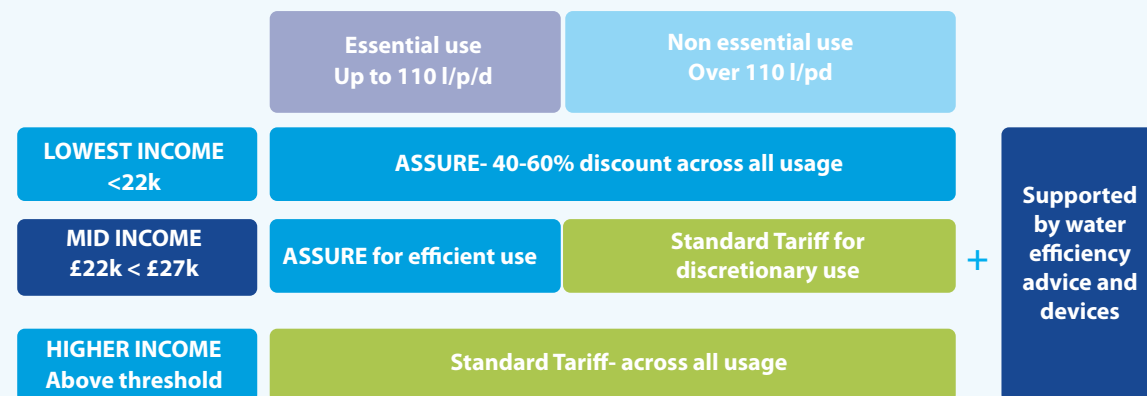 Essential use
Up to 110 l/p/d
Non essential use
Over 110 l/pd
LOWEST INCOME
<22k
ASSURE- 40-60% discount across all usage
MID INCOME
£22k < £27k
ASSURE for efficient use
Standard Tariff for
discretionary use
HIGHER INCOME
Above threshold
Standard Tariff- across all usage
+
Supported
by water
efficiency
advice and
devices